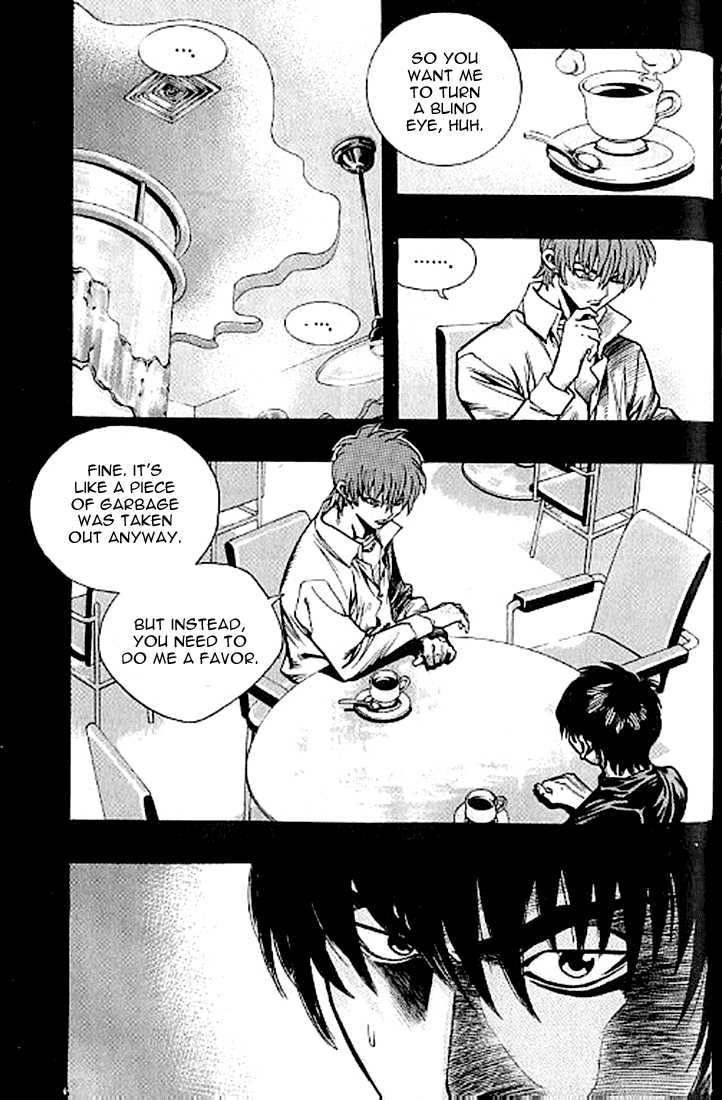 ....
SO YOU
WANT ME
TO TURN
A BLIND
EYE, HUH.
....
.......
FINE. IT'S
LIKE A PIECE
OF GARBAGE
WAS TAKEN
OUT ANYWAY.
BUT INSTEAD,
YOU NEED TO
DO ME A FAVOR.